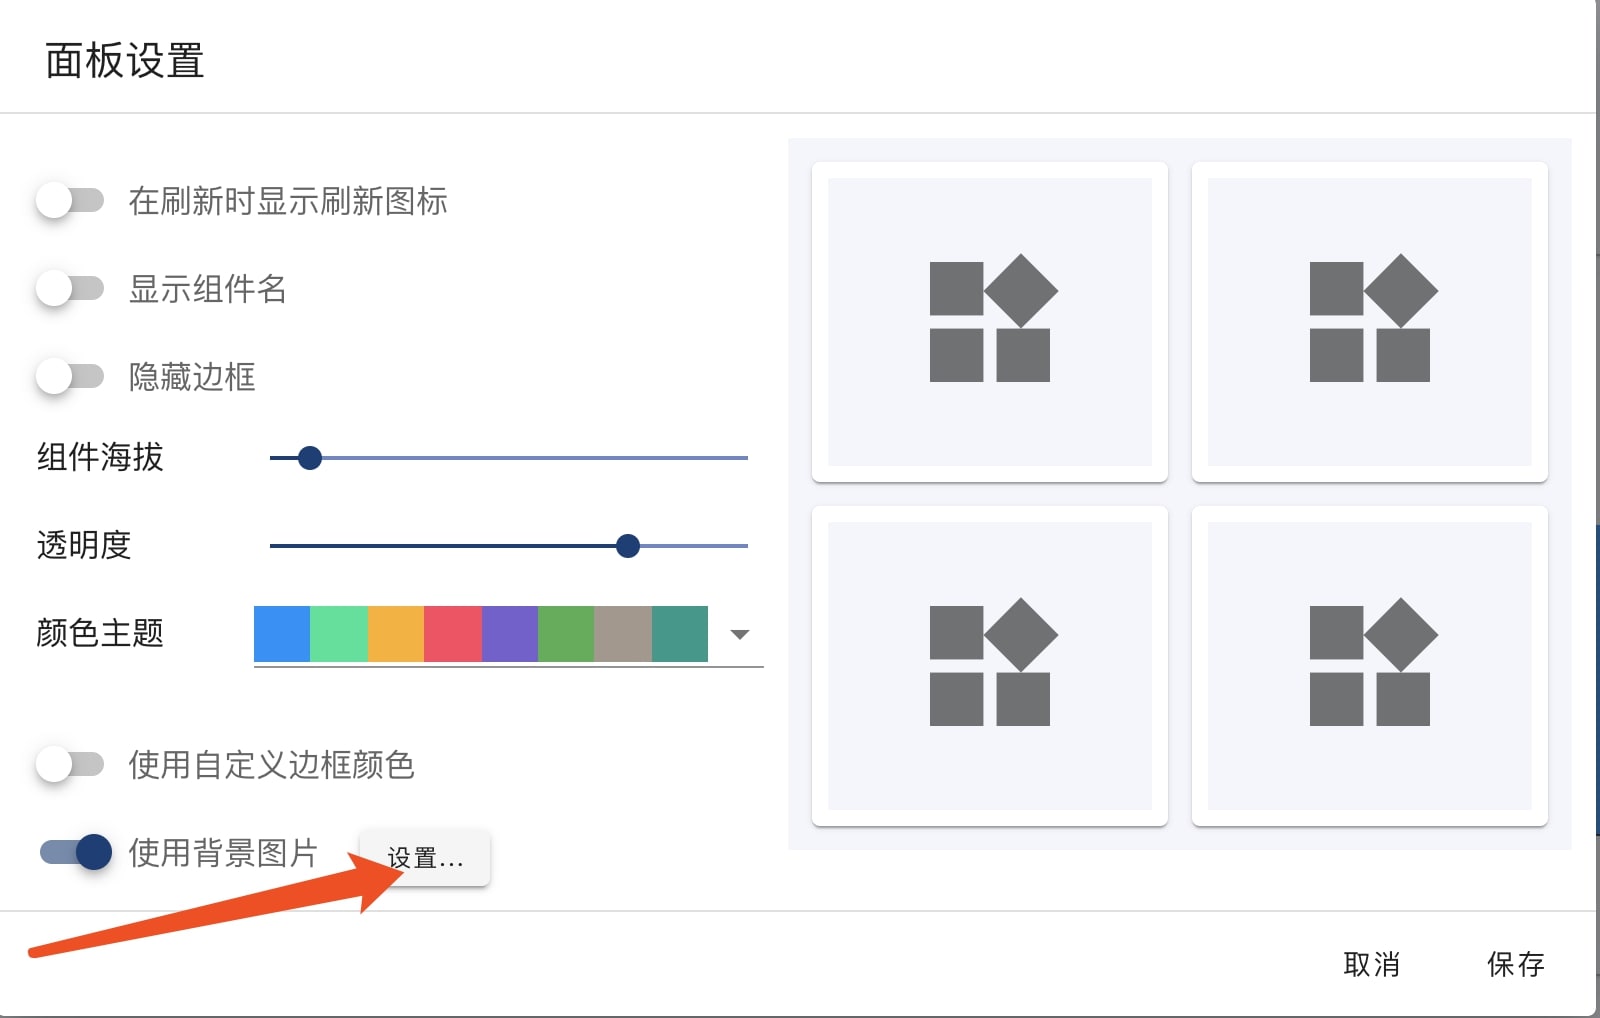 面板设置
在刷新时显示刷新图标
显示组件名
隐藏边框
组件海拔
透明度
颜色主题
使用自定义边框颜色
使用背景图片
设置...
取消
保存